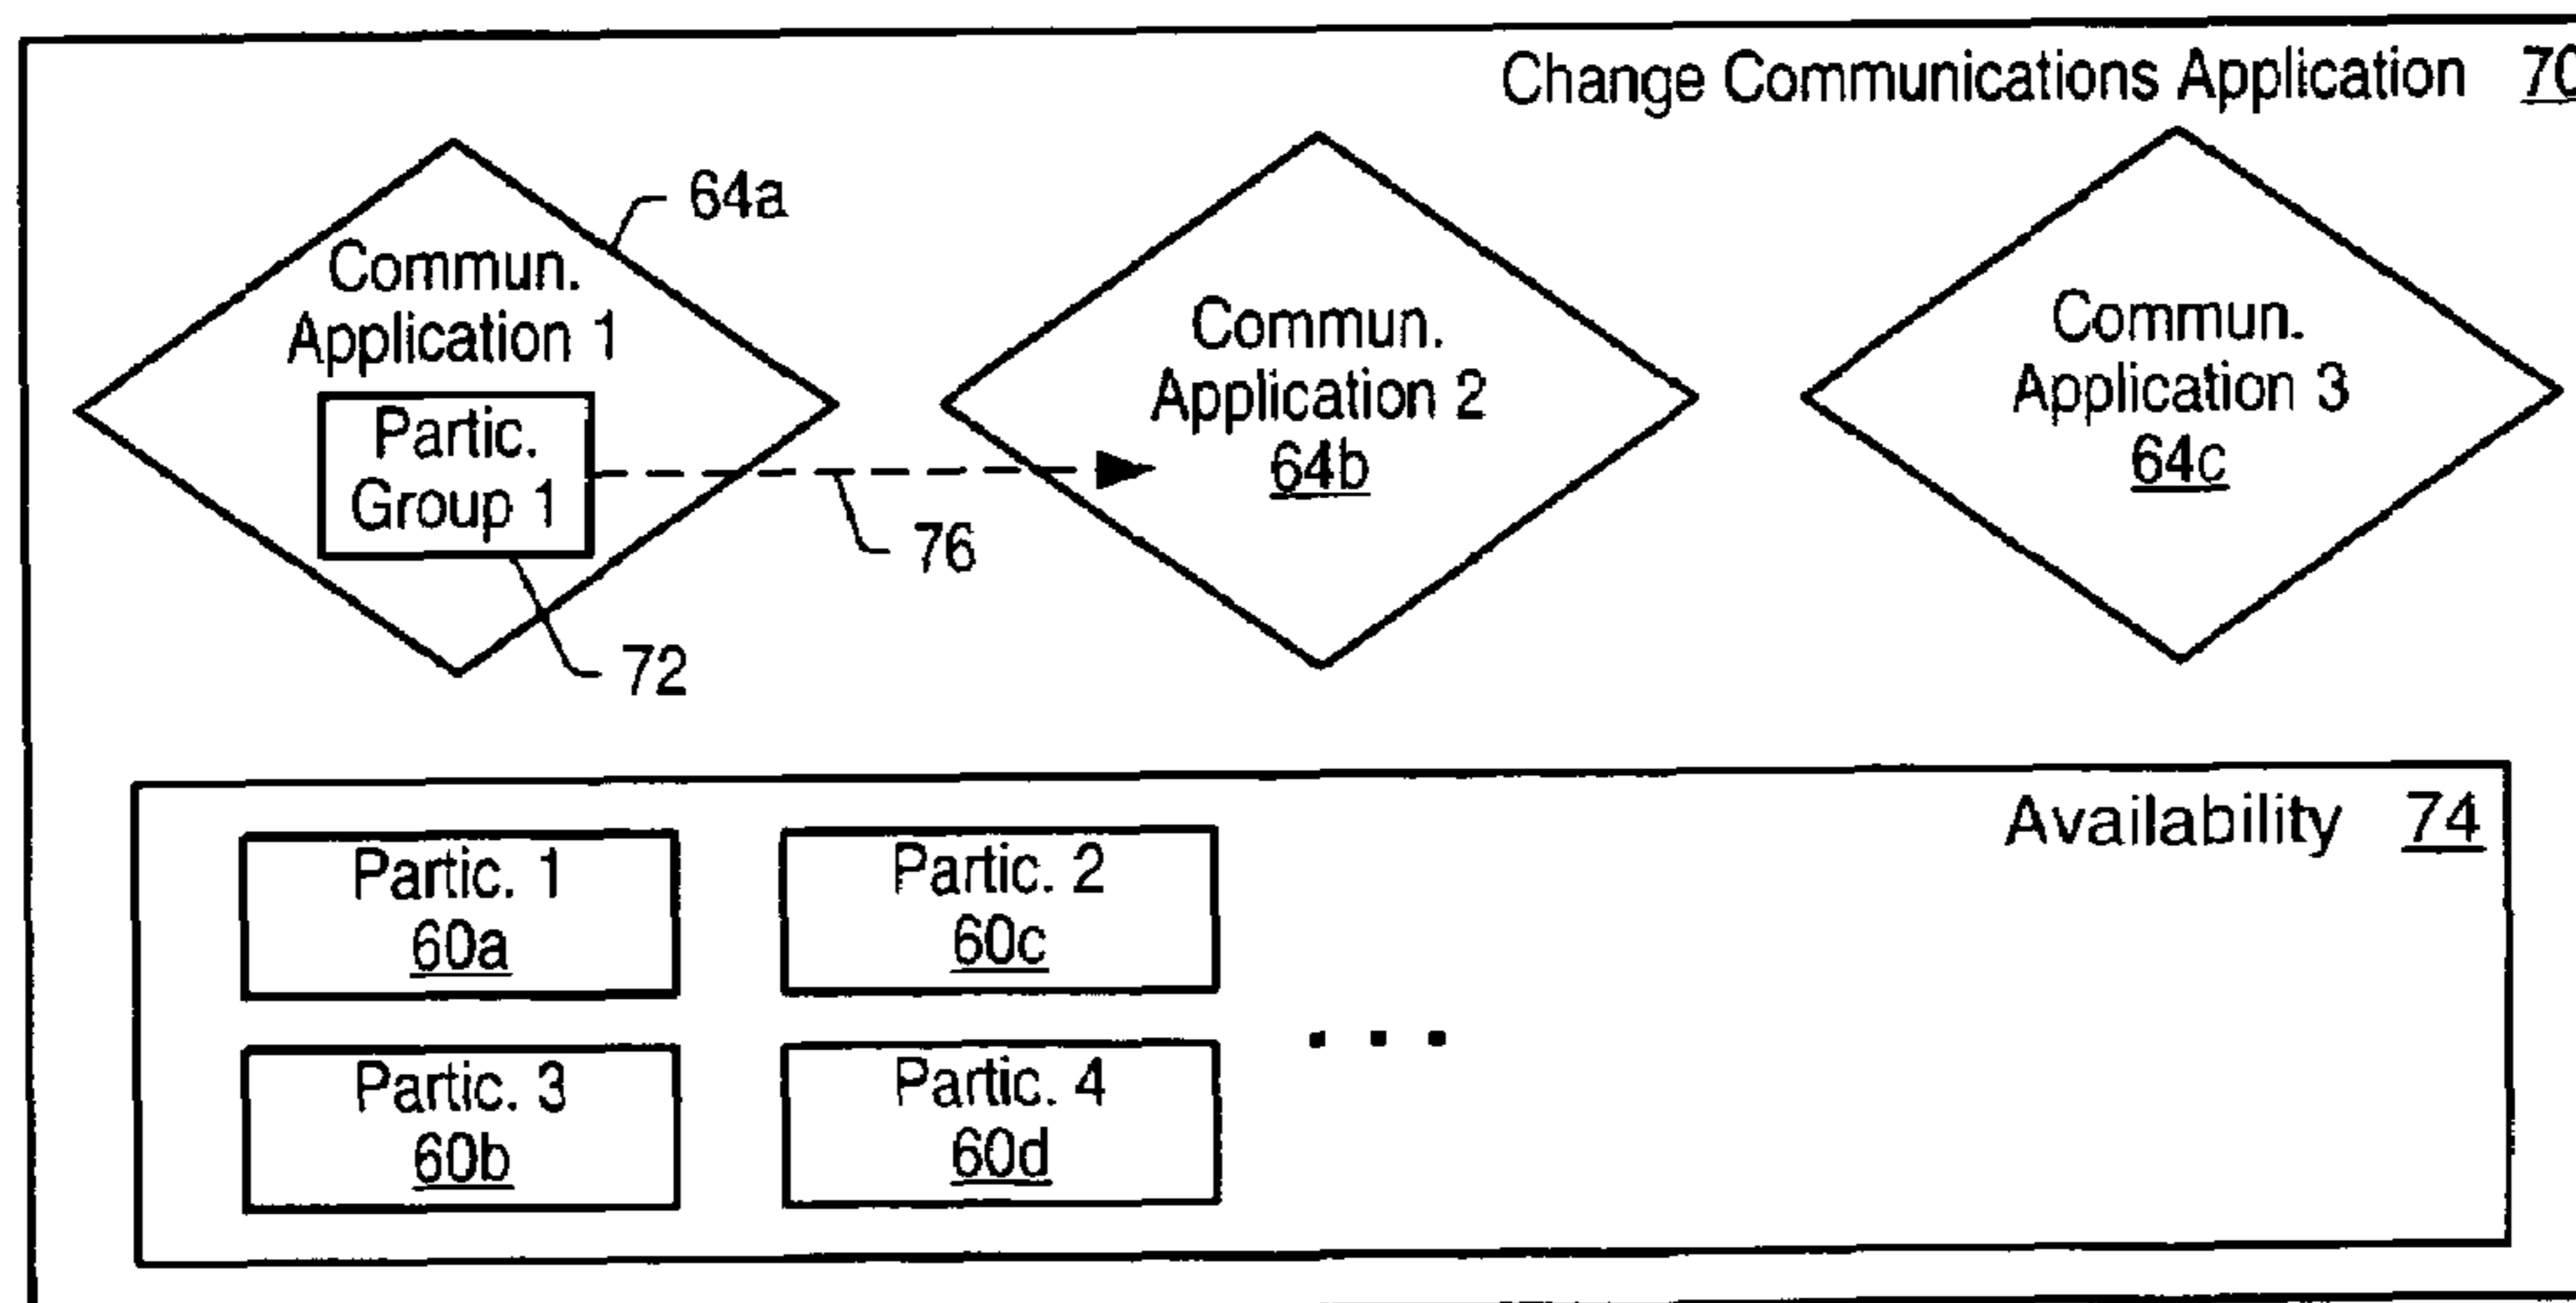 Change Communications Application 70
64a
Commun.
Application 1
Partic.
Group 1
72
76
Commun.
Application 2
64b
Commun.
Application 3
64c
Availability 74
Partic. 1
60a
Partic. 2
60c
Partic. 3
60b
Partic. 4
60d
. . .